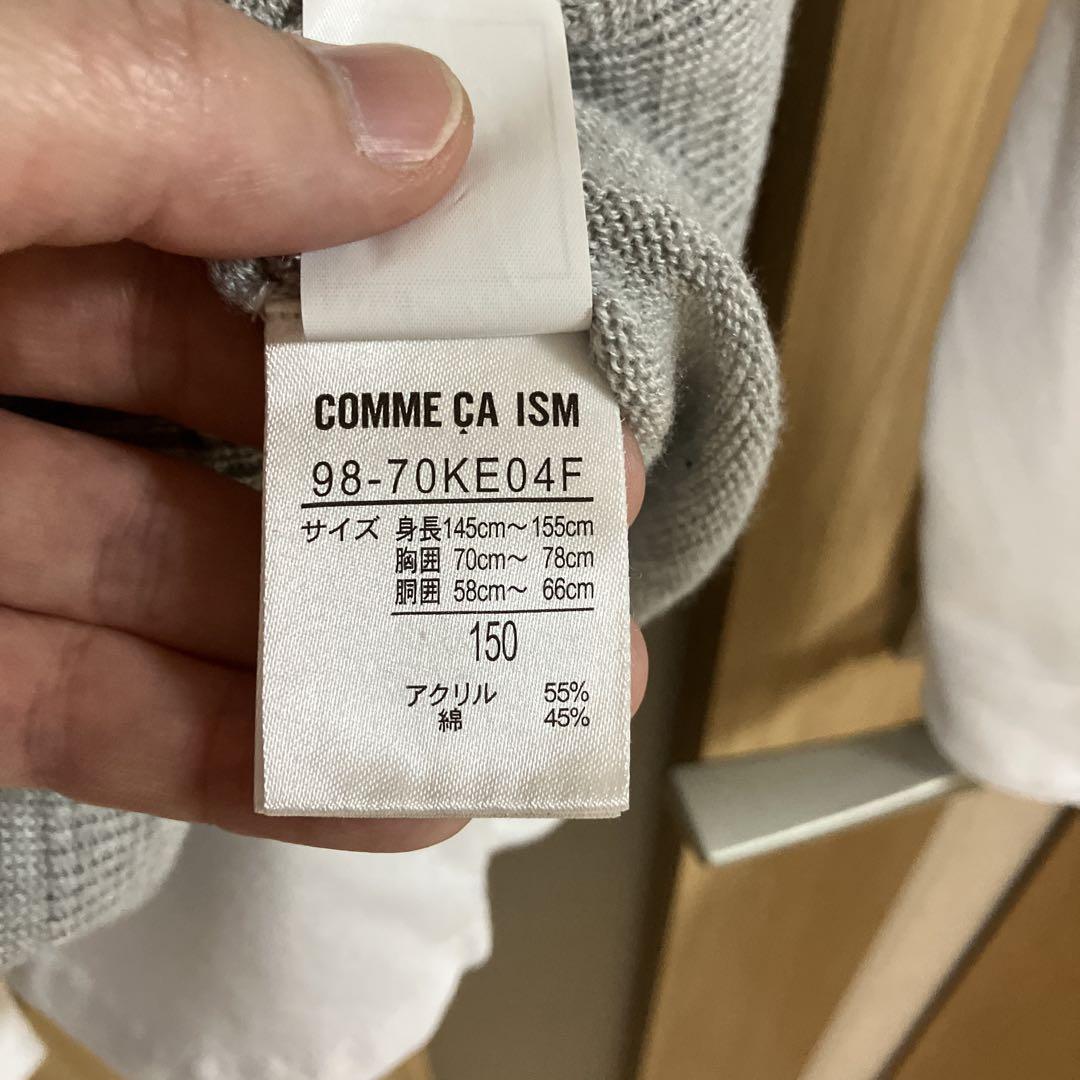 COMME ÇA ISM
98-70KE04F
サイズ 身長145cm～155cm
胸囲 70cm～ 78cm
胴囲 58cm～ 66cm
150
アクリル 55%
綿 45%